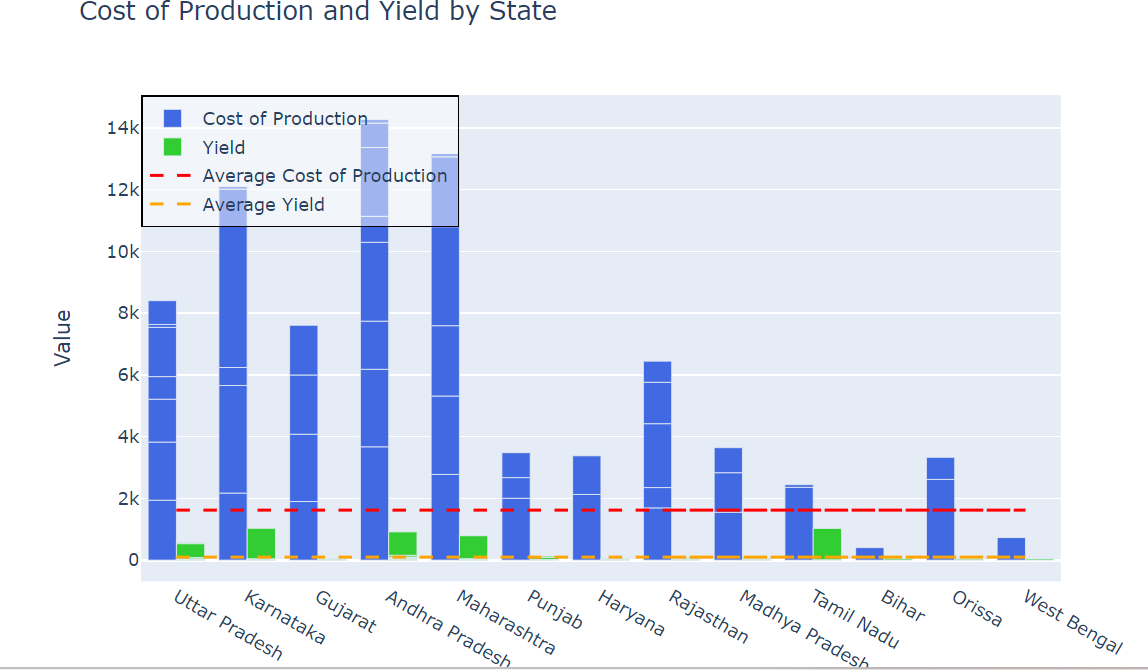 Cost of Production and Yield by State
Cost of Production
Yield
Average Cost of Production
Average Yield
14k
12k
10k
8k
6k
4k
2k
0
Value
Uttar Pradesh
Karnataka
Gujarat
Andhra Pradesh
Maharashtra
Punjab
Haryana
Rajasthan
Madhya Pradesh
Tamil Nadu
Bihar
Orissa
West Bengal